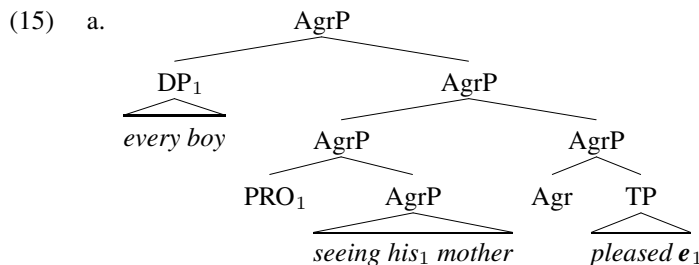 (15) a. AgrP
DP₁ AgrP
every boy AgrP AgrP
PRO₁ AgrP Agr TP
seeing his₁ mother pleased e₁